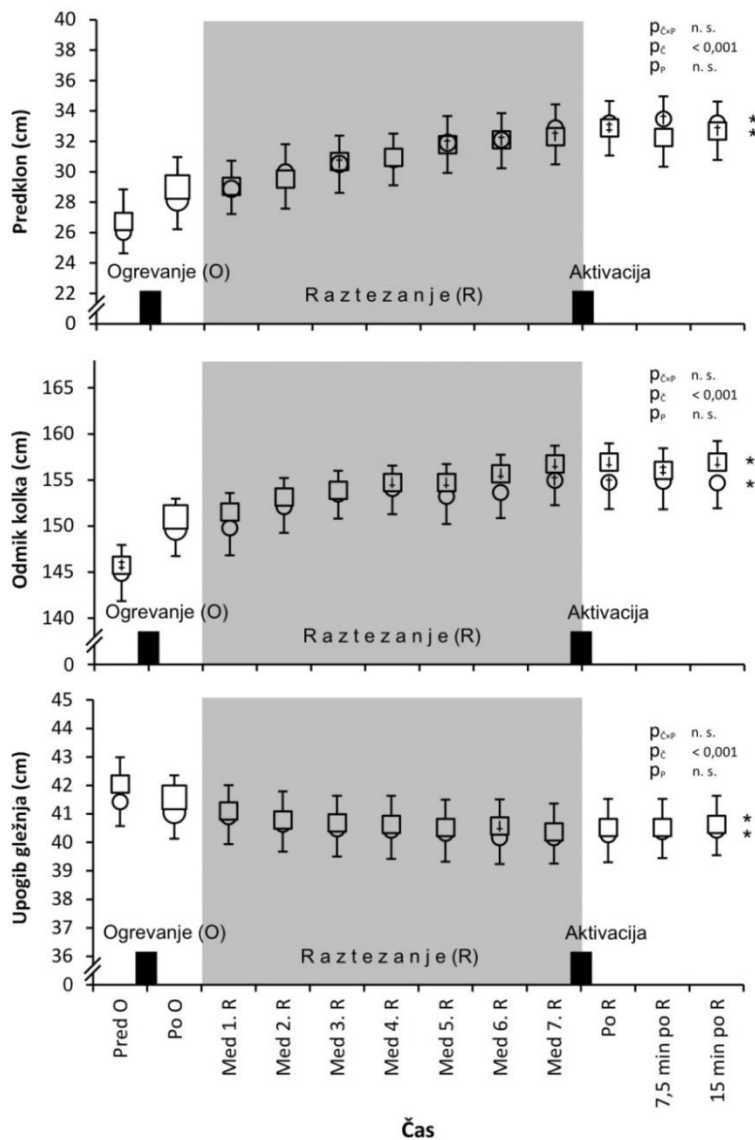 40
38
36
34
32
30
28
26
24
22
0
Predklon (cm)
pČ×P n. s.
pČ < 0,001
pP n. s.
*
*
Ogrevanje (O)
Raztezanje (R)
Aktivacija
165
160
155
150
145
140
0
Odmik kolka (cm)
pČ×P n. s.
pČ < 0,001
pP n. s.
*
*
Ogrevanje (O)
Raztezanje (R)
Aktivacija
45
44
43
42
41
40
39
38
37
36
0
Upogib gležnja (cm)
pČ×P n. s.
pČ < 0,001
pP n. s.
*
*
Ogrevanje (O)
Raztezanje (R)
Aktivacija
Pred O
Po O
Med 1. R
Med 2. R
Med 3. R
Med 4. R
Med 5. R
Med 6. R
Med 7. R
Po R
7,5 min po R
15 min po R
Čas